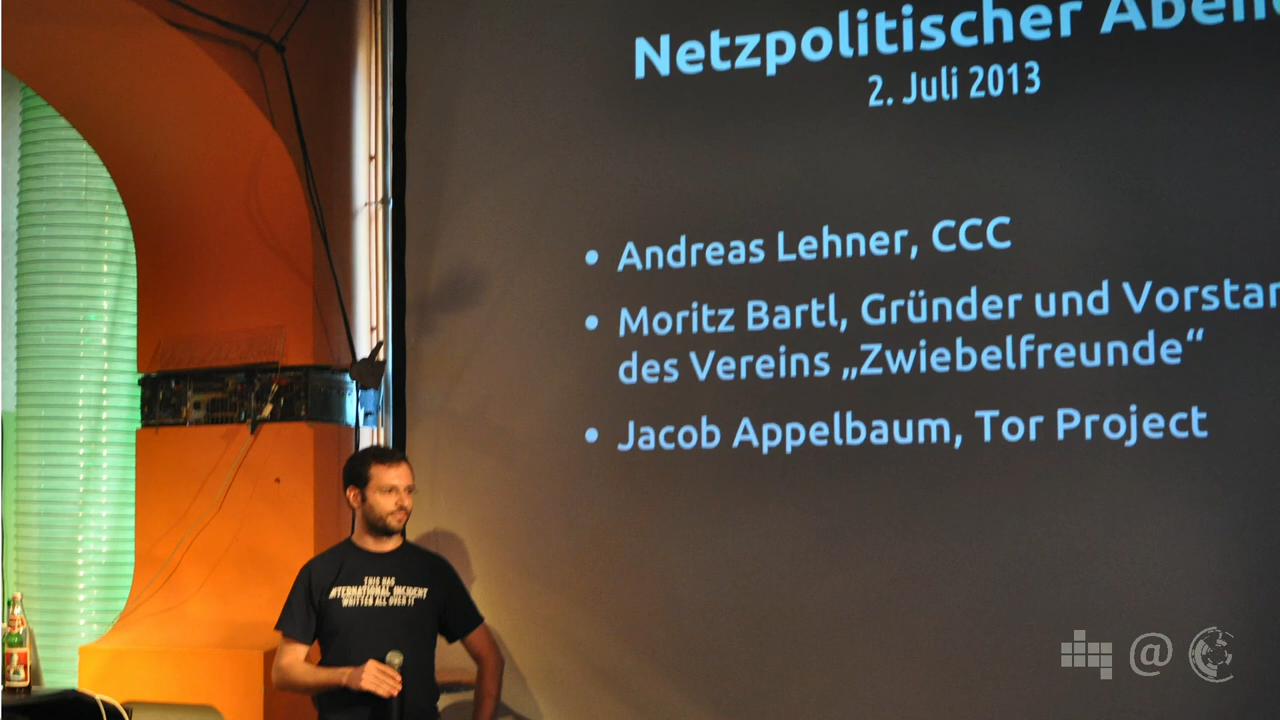 Netzpolitischer Abend
2. Juli 2013
• Andreas Lehner, CCC
• Moritz Bartl, Gründer und Vorstan
des Vereins „Zwiebelfreunde“
• Jacob Appelbaum, Tor Project
THIS HAS
INTERNATIONAL INCIDENT
WRITTEN ALL OVER IT
@